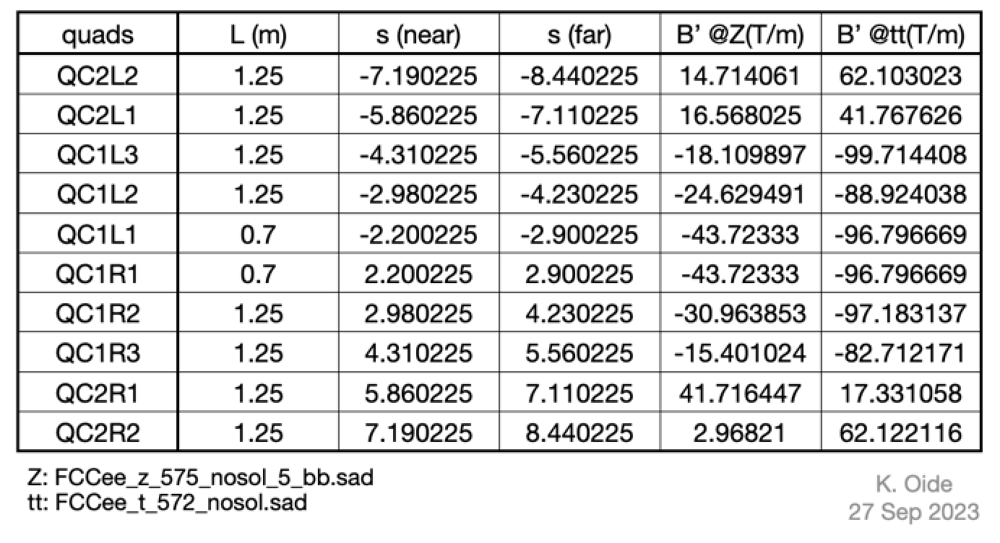 quads L (m) s (near) s (far) B’ @Z(T/m) B’ @tt(T/m)
QC2L2 1.25 -7.190225 -8.440225 14.714061 62.103023
QC2L1 1.25 -5.860225 -7.110225 16.568025 41.767626
QC1L3 1.25 -4.310225 -5.560225 -18.109897 -99.714408
QC1L2 1.25 -2.980225 -4.230225 -24.629491 -88.924038
QC1L1 0.7 -2.200225 -2.900225 -43.72333 -96.796669
QC1R1 0.7 2.200225 2.900225 -43.72333 -96.796669
QC1R2 1.25 2.980225 4.230225 -30.963853 -97.183137
QC1R3 1.25 4.310225 5.560225 -15.401024 -82.712171
QC2R1 1.25 5.860225 7.110225 41.716447 17.331058
QC2R2 1.25 7.190225 8.440225 2.96821 62.122116
Z: FCCee_z_575_nosol_5_bb.sad
tt: FCCee_t_572_nosol.sad
K. Oide
27 Sep 2023